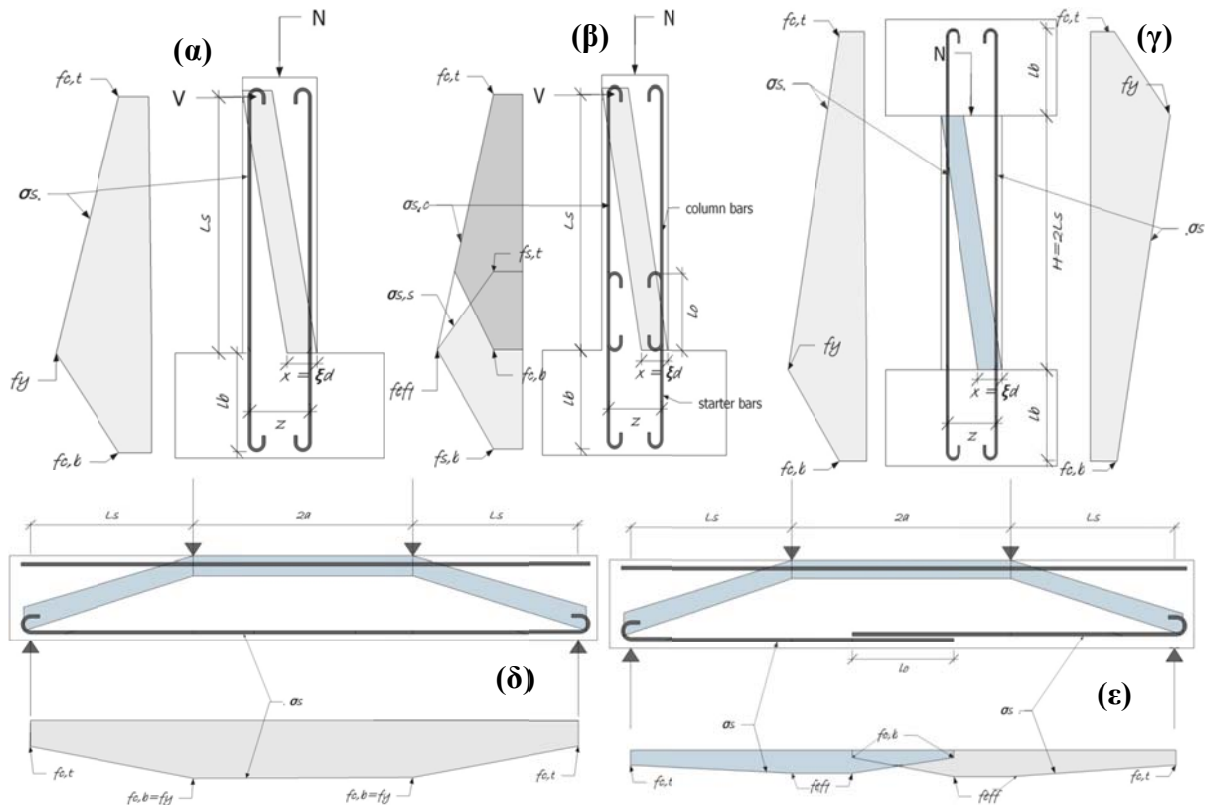 (α)
N
fc,t
V
σs.
Ls
fy
lb
x = ξd
z
fc,b
(β)
N
fc,t
V
σs,c
Ls
column bars
fs,t
σs,s
lo
feff
fc,b
x = ξd
lb
z
starter bars
fs,b
(γ)
fc,t
fc,t
lb
N
σs.
fy
H=2Ls
.σs
fy
x = ξd
lb
z
fc,b
fc,b
Ls
2a
Ls
(δ)
σs
fc,t
fc,t
fc,b=fy
fc,b=fy
Ls
2a
Ls
lo
(ε)
σs
σs.
fc,b
fc,t
feff
feff
fc,t